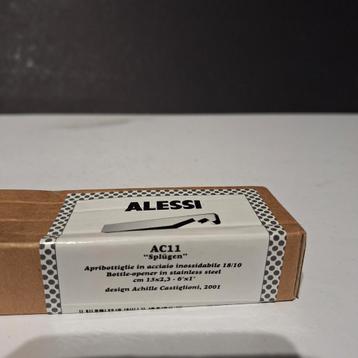 ALESSI
AC11
"Splügen"
Apribottiglie in acciaio inossidabile 18/10
Bottle-opener in stainless steel
cm 15x2,3 - 6"x1"
design Achille Castiglioni, 2001